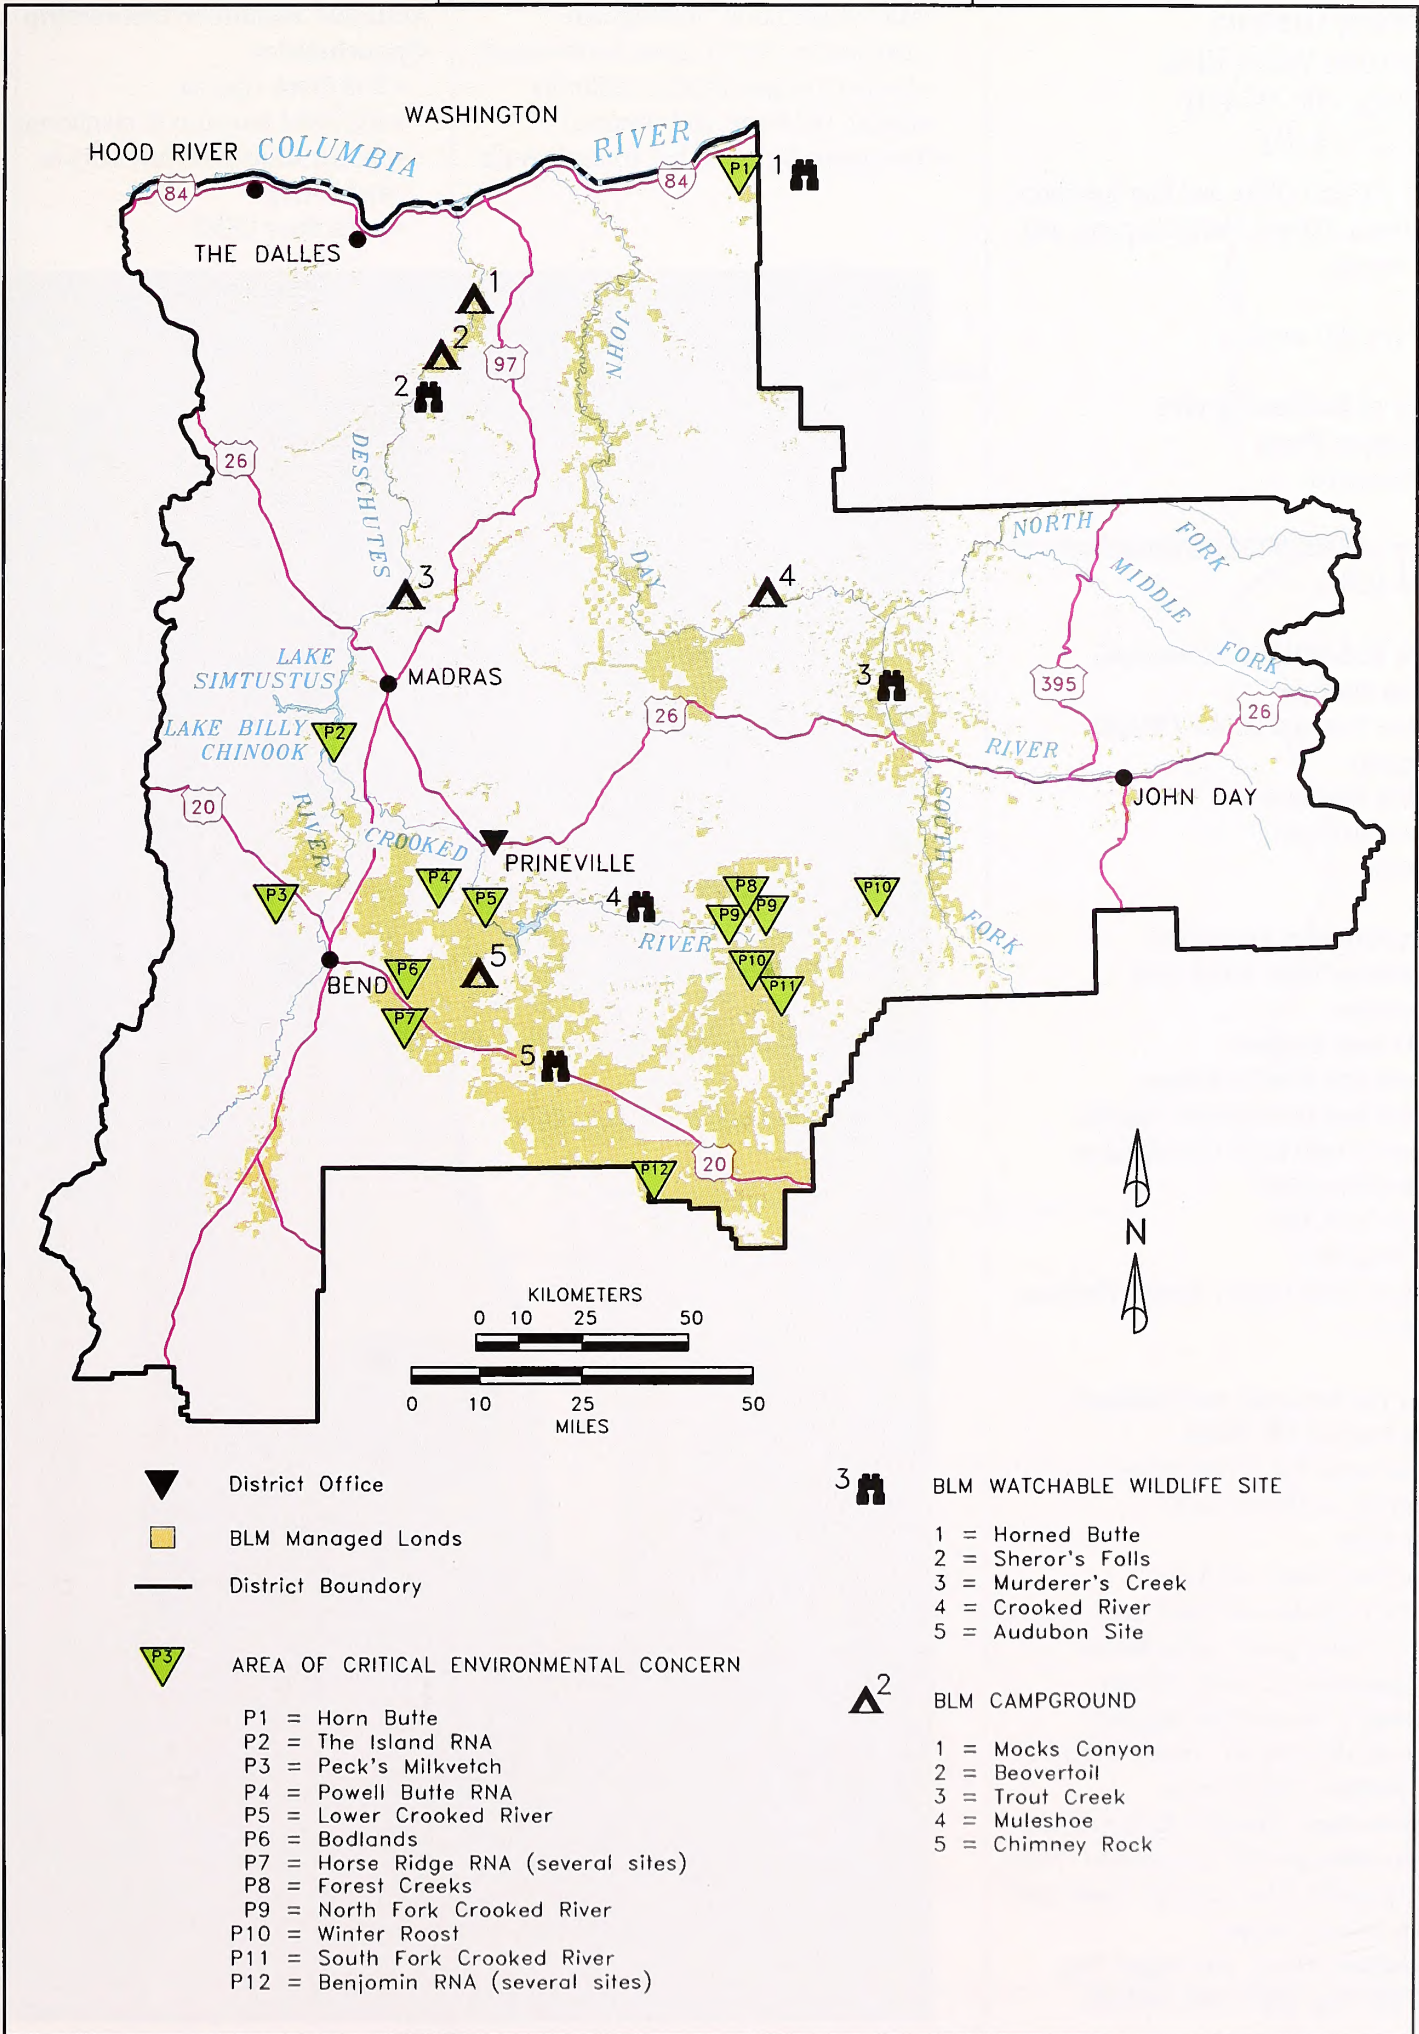 WASHINGTON
HOOD RIVER
COLUMBIA
RIVER
84
84
P1
1
THE DALLES
1
2
97
2
JOHN
26
DESCHUTES
NORTH
FORK
MIDDLE
FORK
DAY
3
4
LAKE
SIMTUSTUS
MADRAS
3
395
26
26
LAKE BILLY
CHINOOK
P2
RIVER
JOHN DAY
20
RIVER
CROOKED
PRINEVILLE
SOUTH
FORK
P3
P4
P5
4
RIVER
P8
P9
P9
P10
P10
P11
BEND
P6
5
P7
5
20
P12
N
KILOMETERS
0 10 25 50
0 10 25 50
MILES
District Office
BLM Managed Londs
District Boundory
P3
AREA OF CRITICAL ENVIRONMENTAL CONCERN
P1 = Horn Butte
P2 = The Island RNA
P3 = Peck's Milkvetch
P4 = Powell Butte RNA
P5 = Lower Crooked River
P6 = Bodlands
P7 = Horse Ridge RNA (several sites)
P8 = Forest Creeks
P9 = North Fork Crooked River
P10 = Winter Roost
P11 = South Fork Crooked River
P12 = Benjomin RNA (several sites)
3
BLM WATCHABLE WILDLIFE SITE
1 = Horned Butte
2 = Sheror's Folls
3 = Murderer's Creek
4 = Crooked River
5 = Audubon Site
2
BLM CAMPGROUND
1 = Mocks Conyon
2 = Beovertoil
3 = Trout Creek
4 = Muleshoe
5 = Chimney Rock